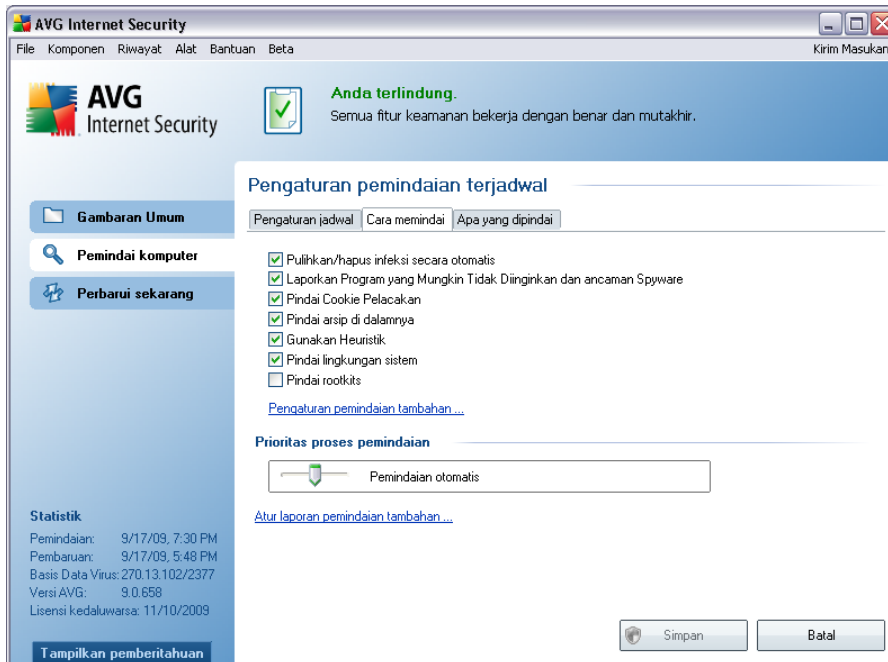 AVG Internet Security
File Komponen Riwayat Alat Bantuan Beta Kirim Masukan
AVG
Internet Security
Anda terlindung.
Semua fitur keamanan bekerja dengan benar dan mutakhir.
Gambaran Umum
Pemindai komputer
Perbarui sekarang
Pengaturan pemindaian terjadwal
Pengaturan jadwal Cara memindai Apa yang dipindai
Pulihkan/hapus infeksi secara otomatis
Laporkan Program yang Mungkin Tidak Diinginkan dan ancaman Spyware
Pindai Cookie Pelacakan
Pindai arsip di dalamnya
Gunakan Heuristik
Pindai lingkungan sistem
Pindai rootkits
Pengaturan pemindaian tambahan ...
Prioritas proses pemindaian
Pemindaian otomatis
Atur laporan pemindaian tambahan ...
Statistik
Pemindaian: 9/17/09, 7:30 PM
Pembaruan: 9/17/09, 5:48 PM
Basis Data Virus: 270.13.102/2377
Versi AVG: 9.0.658
Lisensi kedaluwarsa: 11/10/2009
Tampilkan pemberitahuan
Simpan Batal